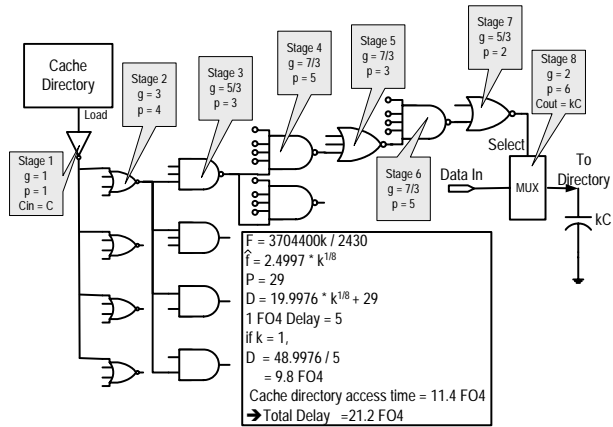 Cache
Directory
Load
Stage 1
g = 1
p = 1
Cin = C
Stage 2
g = 3
p = 4
Stage 3
g = 5/3
p = 3
Stage 4
g = 7/3
p = 5
Stage 5
g = 7/3
p = 3
Stage 6
g = 7/3
p = 5
Stage 7
g = 5/3
p = 2
Stage 8
g = 2
p = 6
Cout = kC
Select
Data In
MUX
To
Directory
kC
F = 3704400k / 2430
f̂ = 2.4997 * k^1/8
P = 29
D = 19.9976 * k^1/8 + 29
1 FO4 Delay = 5
if k = 1,
D = 48.9976 / 5
= 9.8 FO4
Cache directory access time = 11.4 FO4
➔Total Delay =21.2 FO4